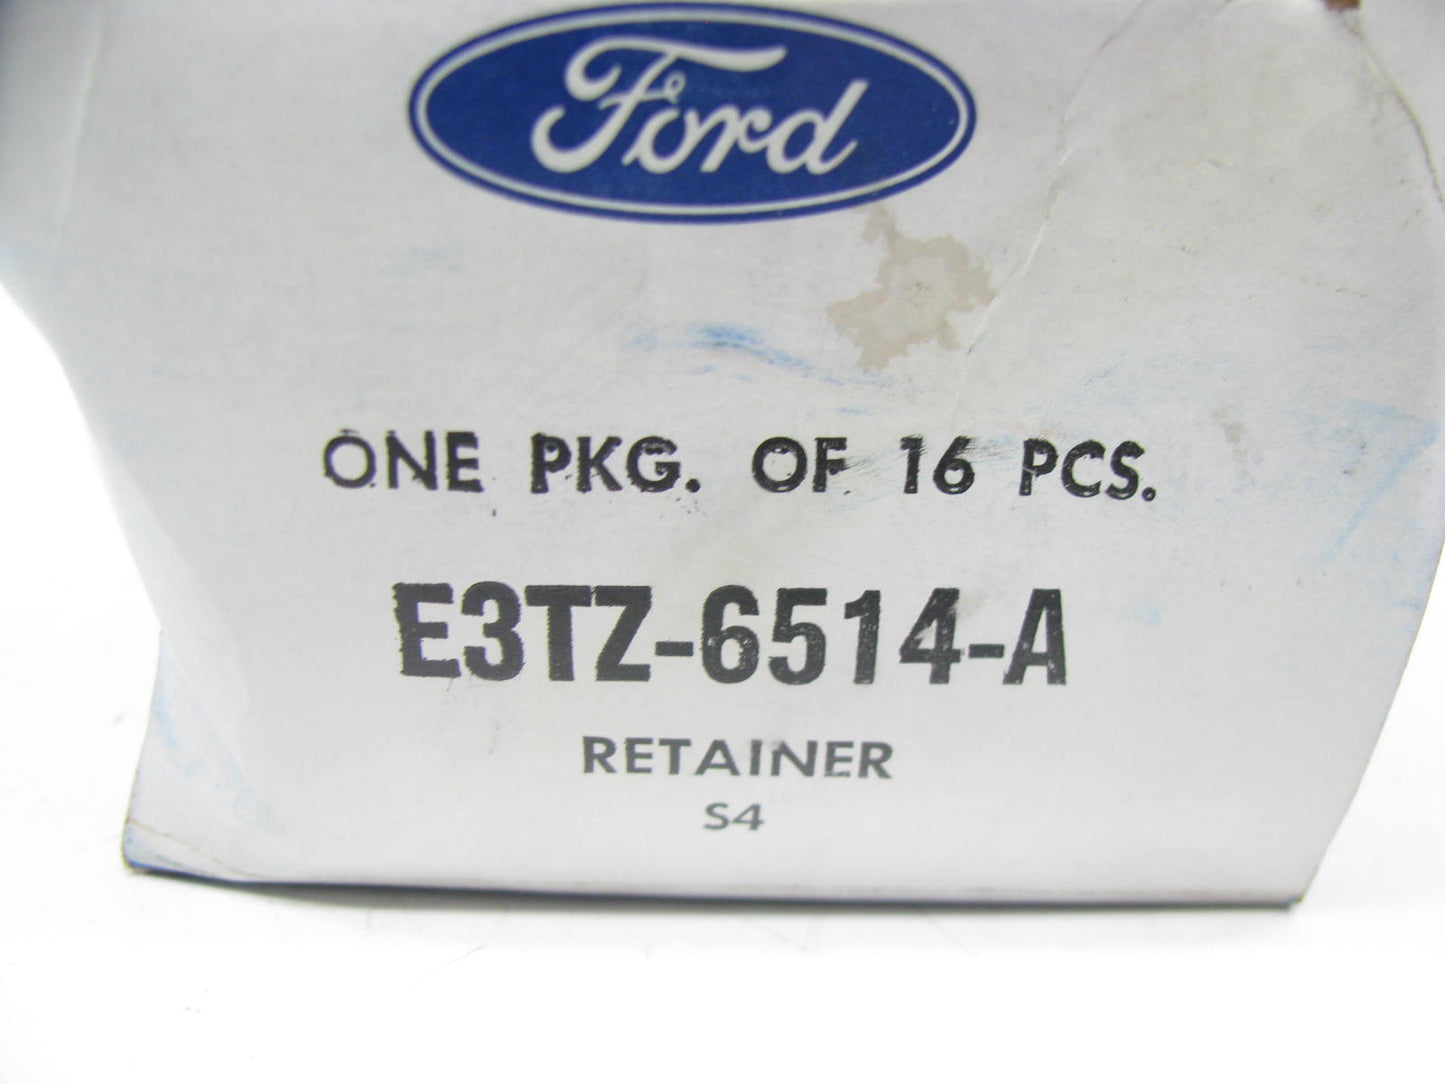 Ford
ONE PKG. OF 16 PCS.
E3TZ-6514-A
RETAINER
S4